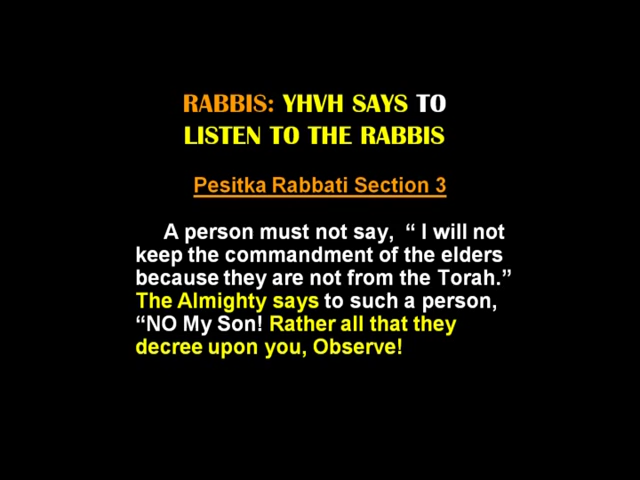 RABBIS: YHVH SAYS TO
LISTEN TO THE RABBIS
Pesitka Rabbati Section 3
A person must not say, “ I will not
keep the commandment of the elders
because they are not from the Torah.”
The Almighty says to such a person,
“NO My Son! Rather all that they
decree upon you, Observe!